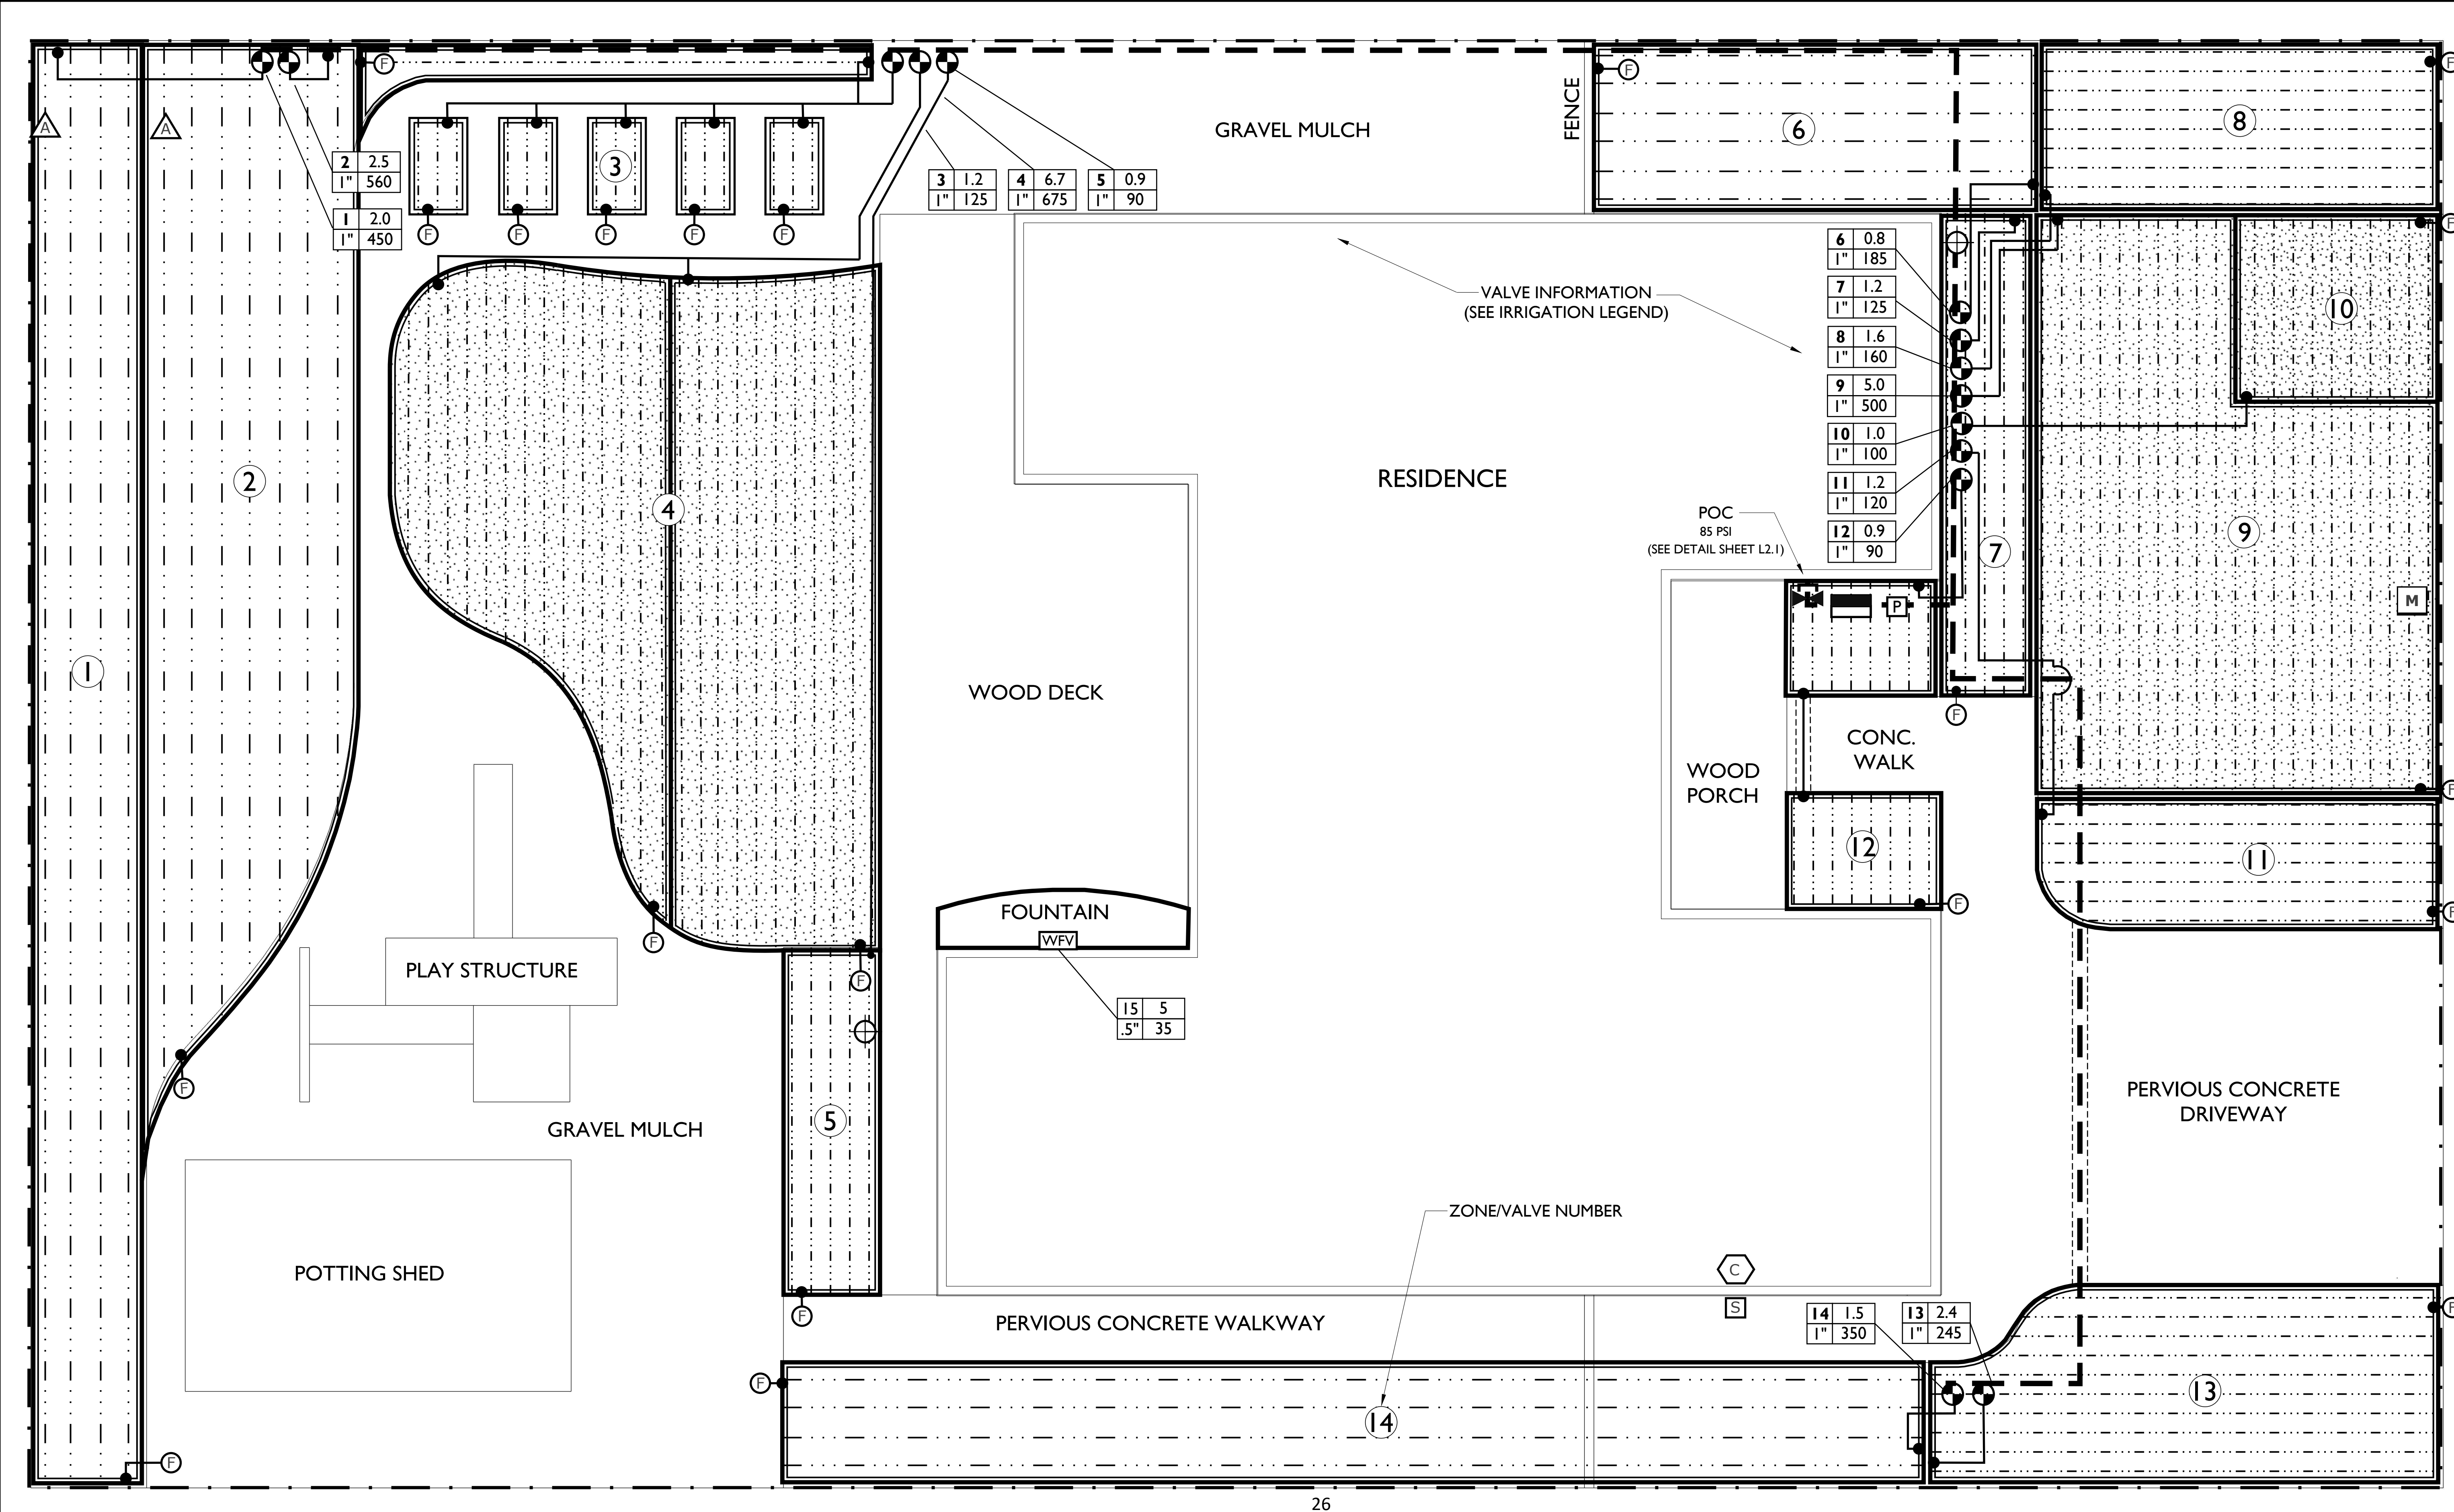 F
F
F
A
A
GRAVEL MULCH
FENCE
6
8
2 2.5
1" 560
3
3 1.2
1" 125
4 6.7
1" 675
5 0.9
1" 90
1 2.0
1" 450
F
F
F
F
F
F
6 0.8
1" 185
7 1.2
1" 125
8 1.6
1" 160
9 5.0
1" 500
10 1.0
1" 100
11 1.2
1" 120
12 0.9
1" 90
VALVE INFORMATION
(SEE IRRIGATION LEGEND)
10
2
4
RESIDENCE
POC
85 PSI
(SEE DETAIL SHEET L2.1)
9
7
P
M
1
WOOD DECK
F
CONC.
WALK
WOOD
PORCH
F
12
11
F
FOUNTAIN
WFV
F
F
PLAY STRUCTURE
F
15 5
.5" 35
F
PERVIOUS CONCRETE
DRIVEWAY
5
GRAVEL MULCH
ZONE/VALVE NUMBER
POTTING SHED
C
S
F
PERVIOUS CONCRETE WALKWAY
14 1.5
1" 350
13 2.4
1" 245
F
F
13
14
F
26